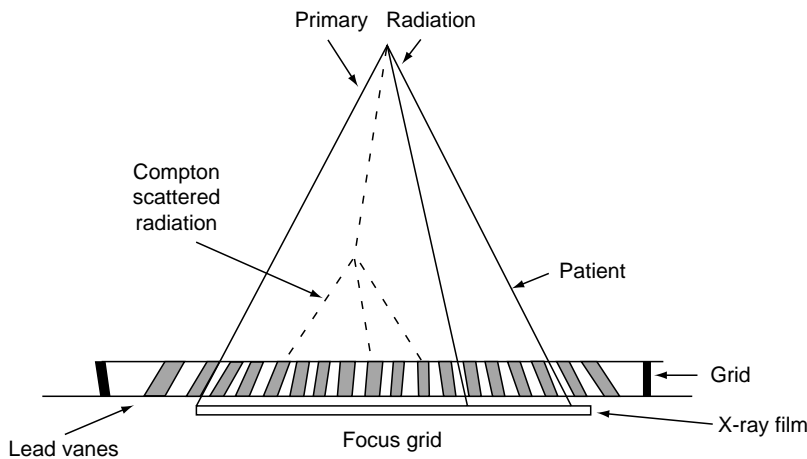 Primary Radiation
Compton
scattered
radiation
Patient
Grid
X-ray film
Lead vanes
Focus grid